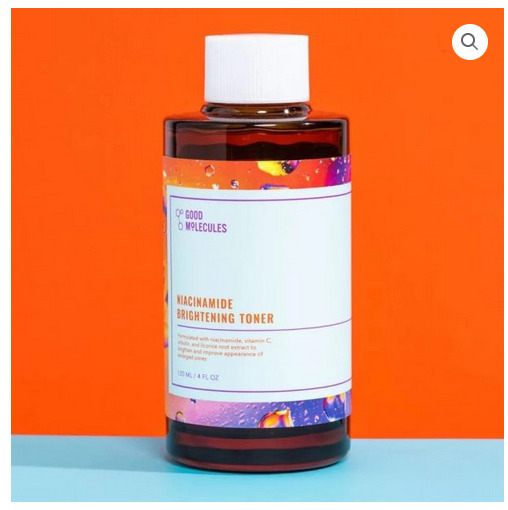 GOOD
MOLECULES
NIACINAMIDE
BRIGHTENING TONER
Formulated with niacinamide, vitamin C,
arbutin, and licorice root extract to
brighten and improve appearance of
enlarged pores
120 ML / 4 FL OZ